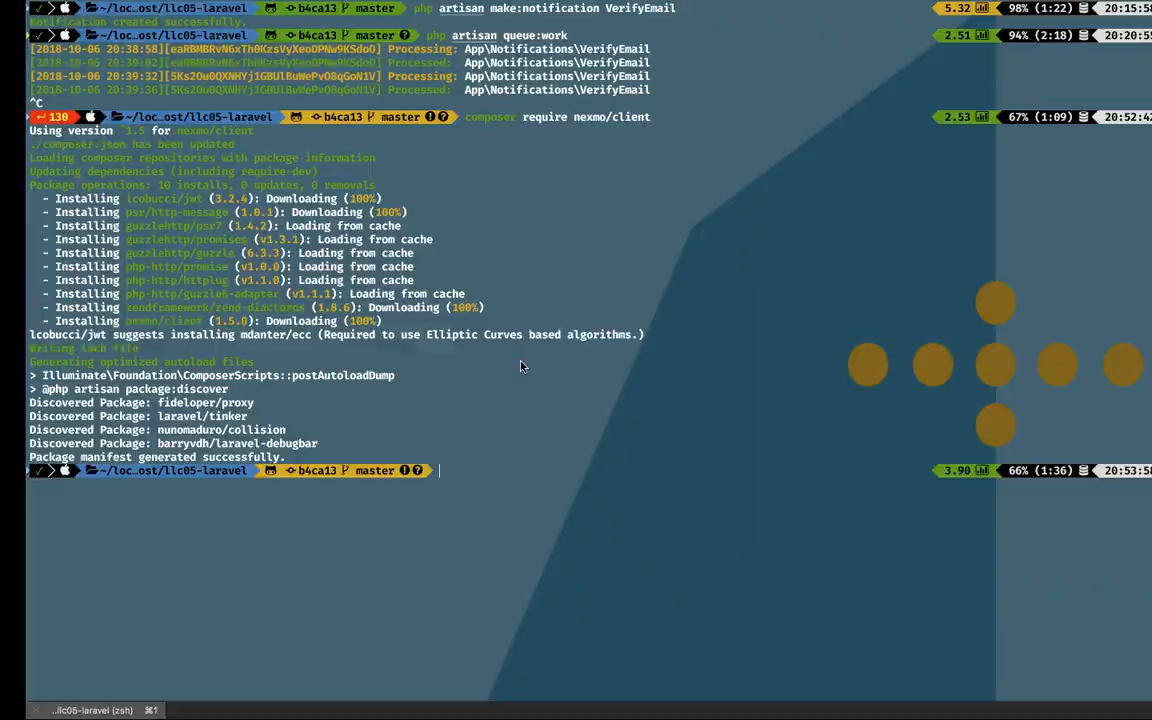 ✓ ~/loc…ost/llc05-laravel b4ca13 master php artisan make:notification VerifyEmail 5.32 98% (1:22) 20:15:58
Notification created successfully.
✓ ~/loc…ost/llc05-laravel b4ca13 master ? php artisan queue:work 2.51 94% (2:18) 20:20:55
[2018-10-06 20:38:58][eaRBMBRvN6xTh0KzsVyXeoDPNw9KSdoO] Processing: App\Notifications\VerifyEmail
[2018-10-06 20:39:02][eaRBMBRvN6xTh0KzsVyXeoDPNw9KSdoO] Processed: App\Notifications\VerifyEmail
[2018-10-06 20:39:32][5Ks2Ou0QXNHYj1GBUlBuWePvO8qGoN1V] Processing: App\Notifications\VerifyEmail
[2018-10-06 20:39:36][5Ks2Ou0QXNHYj1GBUlBuWePvO8qGoN1V] Processed: App\Notifications\VerifyEmail
^C
↵ 130 ~/loc…ost/llc05-laravel b4ca13 master ! ? composer require nexmo/client 2.53 67% (1:09) 20:52:42
Using version ^1.5 for nexmo/client
./composer.json has been updated
Loading composer repositories with package information
Updating dependencies (including require-dev)
Package operations: 10 installs, 0 updates, 0 removals
- Installing lcobucci/jwt (3.2.4): Downloading (100%)
- Installing psr/http-message (1.0.1): Downloading (100%)
- Installing guzzlehttp/psr7 (1.4.2): Loading from cache
- Installing guzzlehttp/promises (v1.3.1): Loading from cache
- Installing guzzlehttp/guzzle (6.3.3): Loading from cache
- Installing php-http/promise (v1.0.0): Loading from cache
- Installing php-http/httplug (v1.1.0): Loading from cache
- Installing php-http/guzzle6-adapter (v1.1.1): Loading from cache
- Installing zendframework/zend-diactoros (1.8.6): Downloading (100%)
- Installing nexmo/client (1.5.0): Downloading (100%)
lcobucci/jwt suggests installing mdanter/ecc (Required to use Elliptic Curves based algorithms.)
Writing lock file
Generating optimized autoload files
> Illuminate\Foundation\ComposerScripts::postAutoloadDump
> @php artisan package:discover
Discovered Package: fideloper/proxy
Discovered Package: laravel/tinker
Discovered Package: nunomaduro/collision
Discovered Package: barryvdh/laravel-debugbar
Package manifest generated successfully.
✓ ~/loc…ost/llc05-laravel b4ca13 master ! ? 3.90 66% (1:36) 20:53:58
..llc05-laravel (zsh) ⌘1